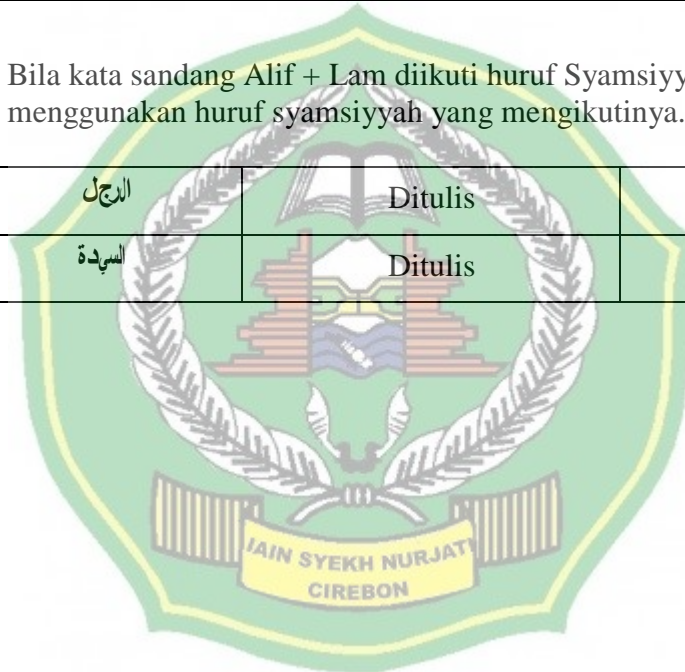 Bila kata sandang Alif + Lam diikuti huruf Syamsiyy
menggunakan huruf syamsiyyah yang mengikutinya.
الرجل Ditulis
السيدة Ditulis
IAIN SYEKH NURJATI
CIREBON